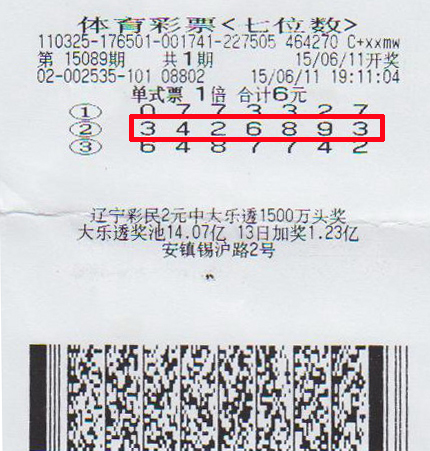 体育彩票<七位数>
110325-176501-001741-227505 464270 C+xxmw
第 15089期 共1期 15/06/11开奖
02-002535-101 08802 15/06/11 19:11:04
单式票 1倍 合计6元
① 0 7 7 3 3 2 7
② 3 4 2 6 8 9 3
③ 6 4 8 7 7 4 2
辽宁彩民2元中大乐透1500万头奖
大乐透奖池14.07亿 13日加奖1.23亿
安镇锡沪路2号